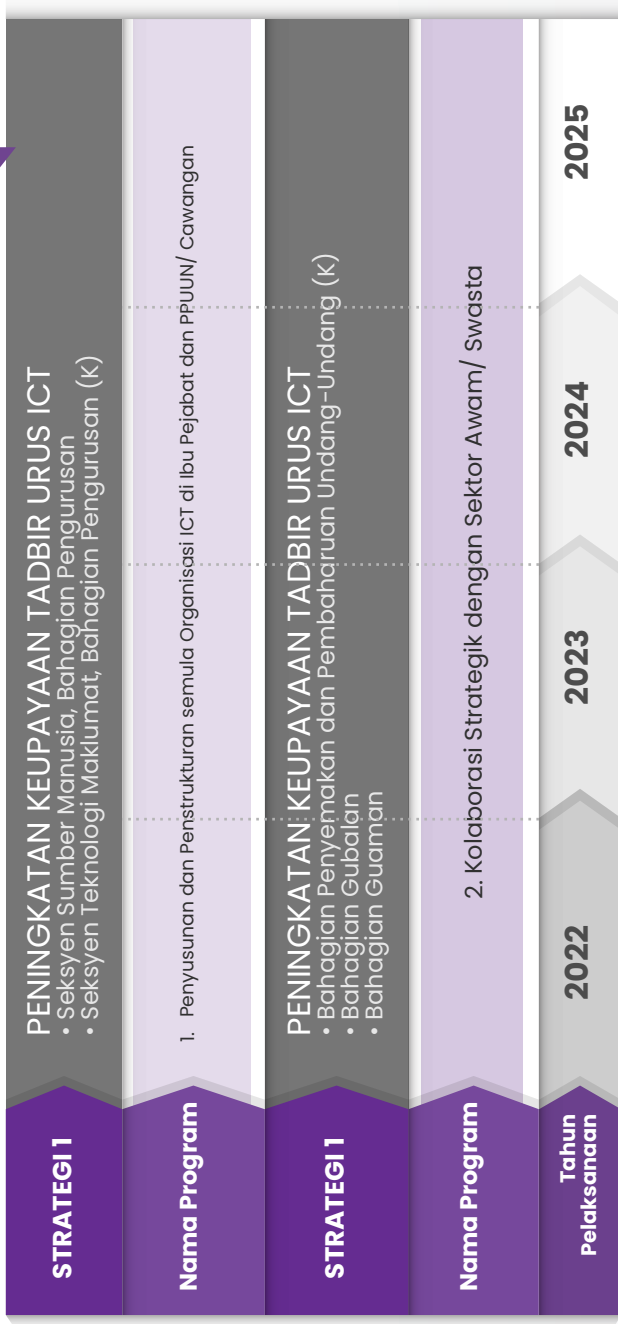 STRATEGI 1
PENINGKATAN KEUPAYAAN TADBIR URUS ICT
• Seksyen Sumber Manusia, Bahagian Pengurusan
• Seksyen Teknologi Maklumat, Bahagian Pengurusan (K)
Nama Program
1. Penyusunan dan Penstrukturan semula Organisasi ICT di Ibu Pejabat dan PPUUN/ Cawangan
STRATEGI 1
PENINGKATAN KEUPAYAAN TADBIR URUS ICT
• Bahagian Penyemakan dan Pembaharuan Undang-Undang (K)
• Bahagian Gubalan
• Bahagian Guaman
Nama Program
2. Kolaborasi Strategik dengan Sektor Awam/ Swasta
Tahun
Pelaksanaan
2022
2023
2024
2025